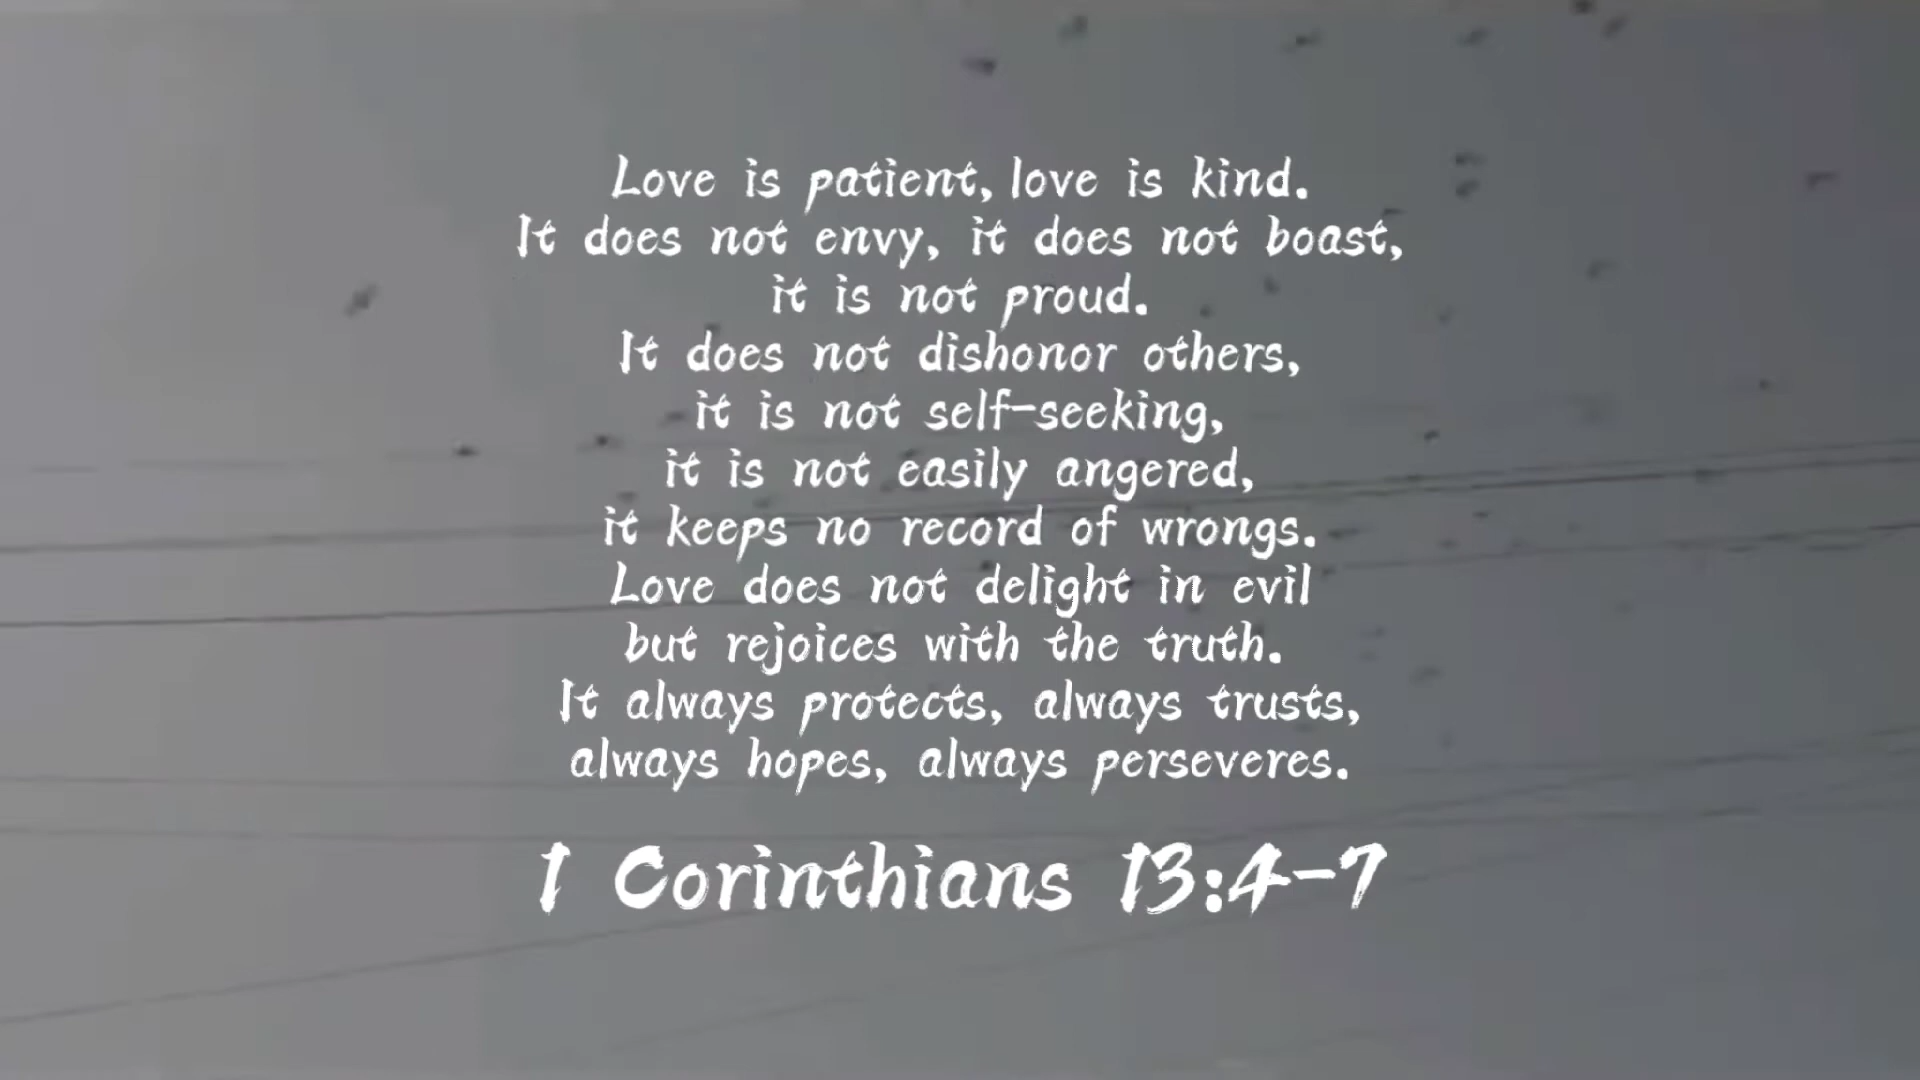 Love is patient, love is kind.
It does not envy, it does not boast,
it is not proud.
It does not dishonor others,
it is not self-seeking,
it is not easily angered,
it keeps no record of wrongs.
Love does not delight in evil
but rejoices with the truth.
It always protects, always trusts,
always hopes, always perseveres.
1 Corinthians 13:4-7